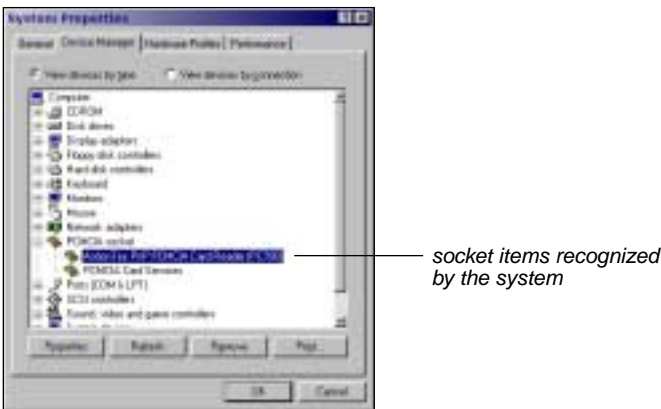 System Properties
General Device Manager Hardware Profiles Performance
View devices by type View devices by connection
Computer
CDROM
Disk drives
Display adapters
Floppy disk controllers
Hard disk controllers
Keyboard
Monitors
Mouse
Network adapters
PCMCIA socket
PCMCIA Card Services
Ports (COM & LPT)
SCSI controllers
Sound, video and game controllers
Properties Refresh Remove Print...
OK Cancel
socket items recognized
by the system